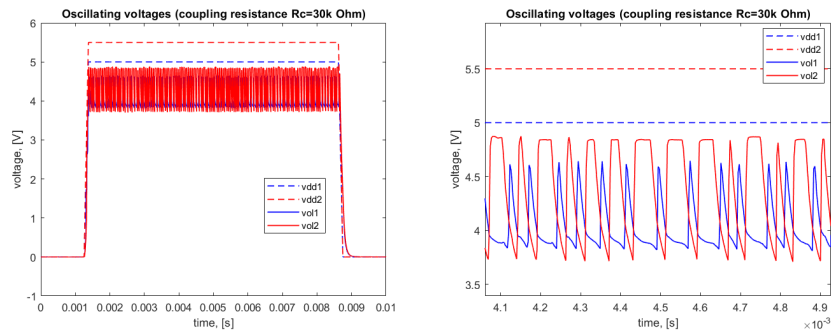 Oscillating voltages (coupling resistance Rc=30k Ohm)
6
5
4
3
2
1
0
-1
voltage, [V]
vdd1
vdd2
vol1
vol2
0 0.001 0.002 0.003 0.004 0.005 0.006 0.007 0.008 0.009 0.01
time, [s]
Oscillating voltages (coupling resistance Rc=30k Ohm)
5.5
5
4.5
4
3.5
voltage, [V]
vdd1
vdd2
vol1
vol2
4.1 4.2 4.3 4.4 4.5 4.6 4.7 4.8 4.9
time, [s]
×10⁻³